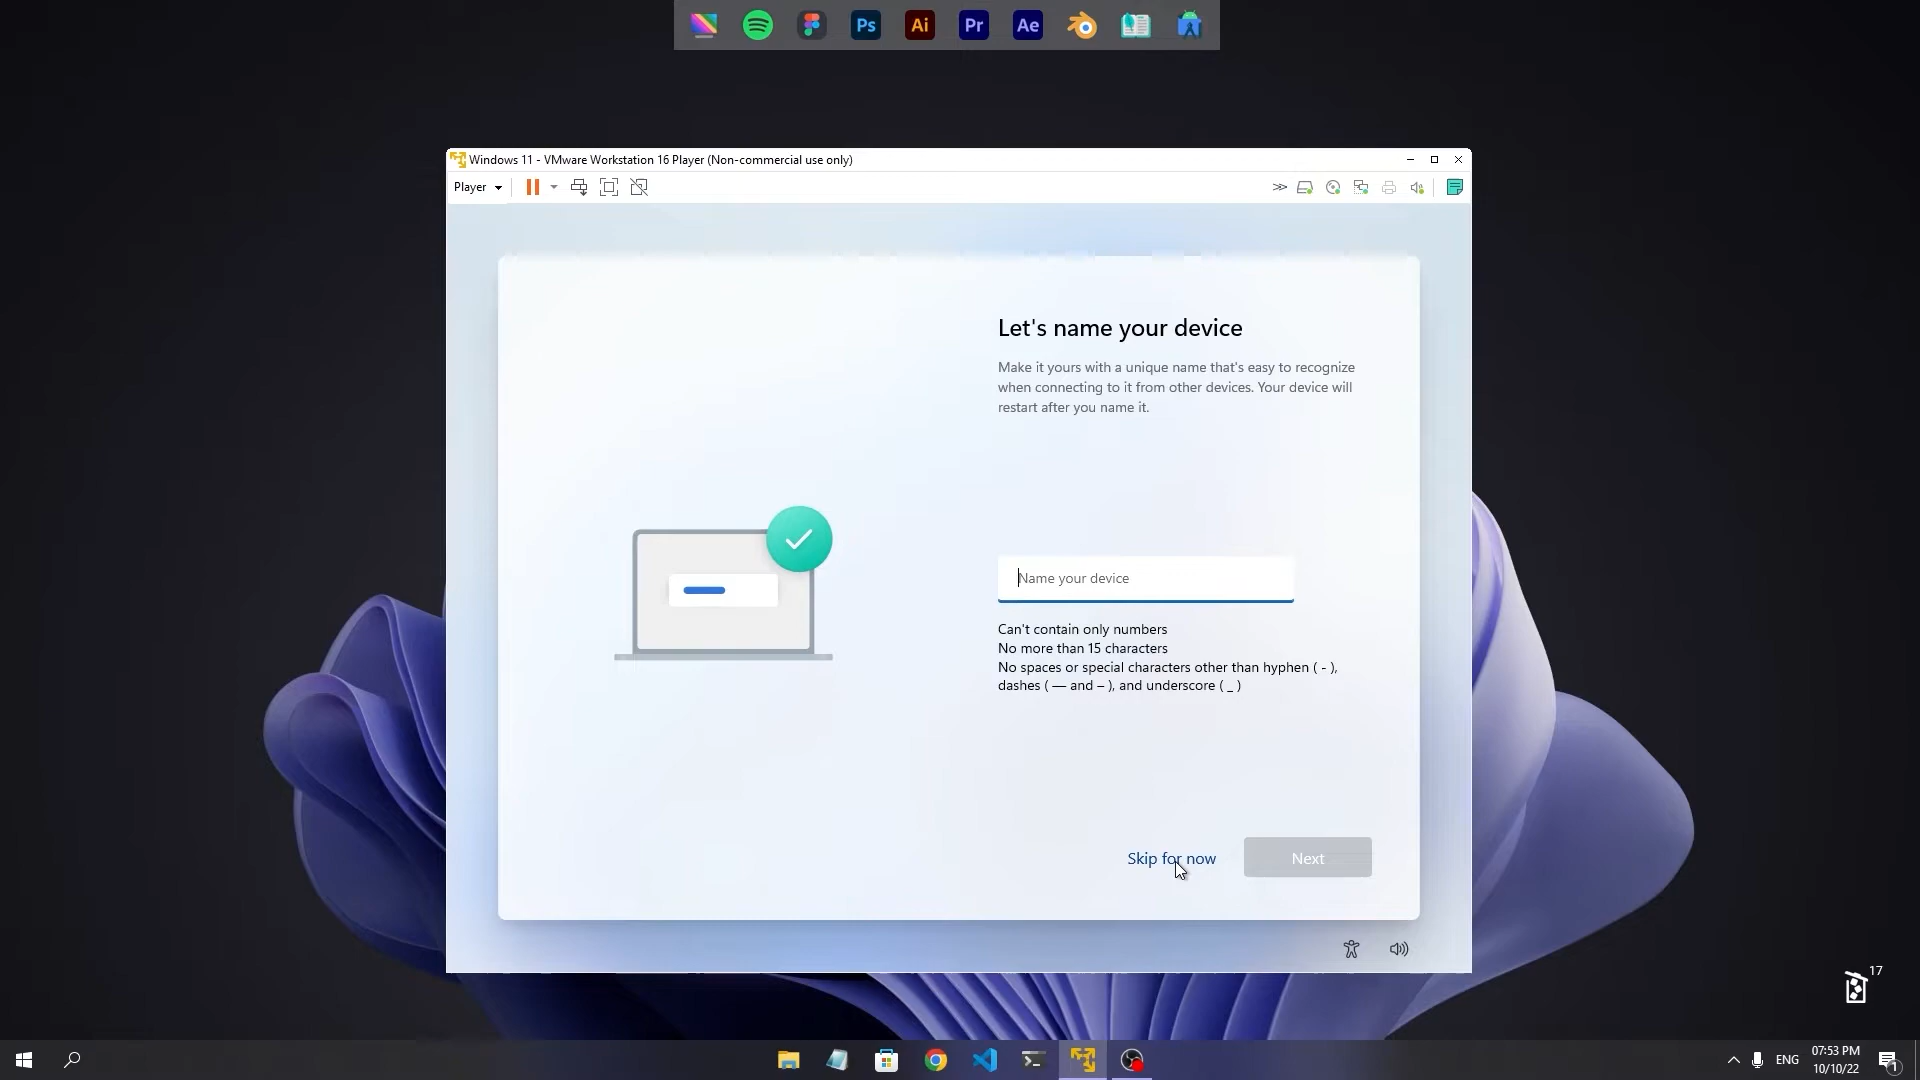 Ps
Ai
Pr
Ae
Windows 11 - VMware Workstation 16 Player (Non-commercial use only)
Player
Let's name your device
Make it yours with a unique name that's easy to recognize
when connecting to it from other devices. Your device will
restart after you name it.
Name your device
Can't contain only numbers
No more than 15 characters
No spaces or special characters other than hyphen ( - ),
dashes ( — and – ), and underscore ( _ )
Skip for now
Next
17
ENG
07:53 PM
10/10/22
1